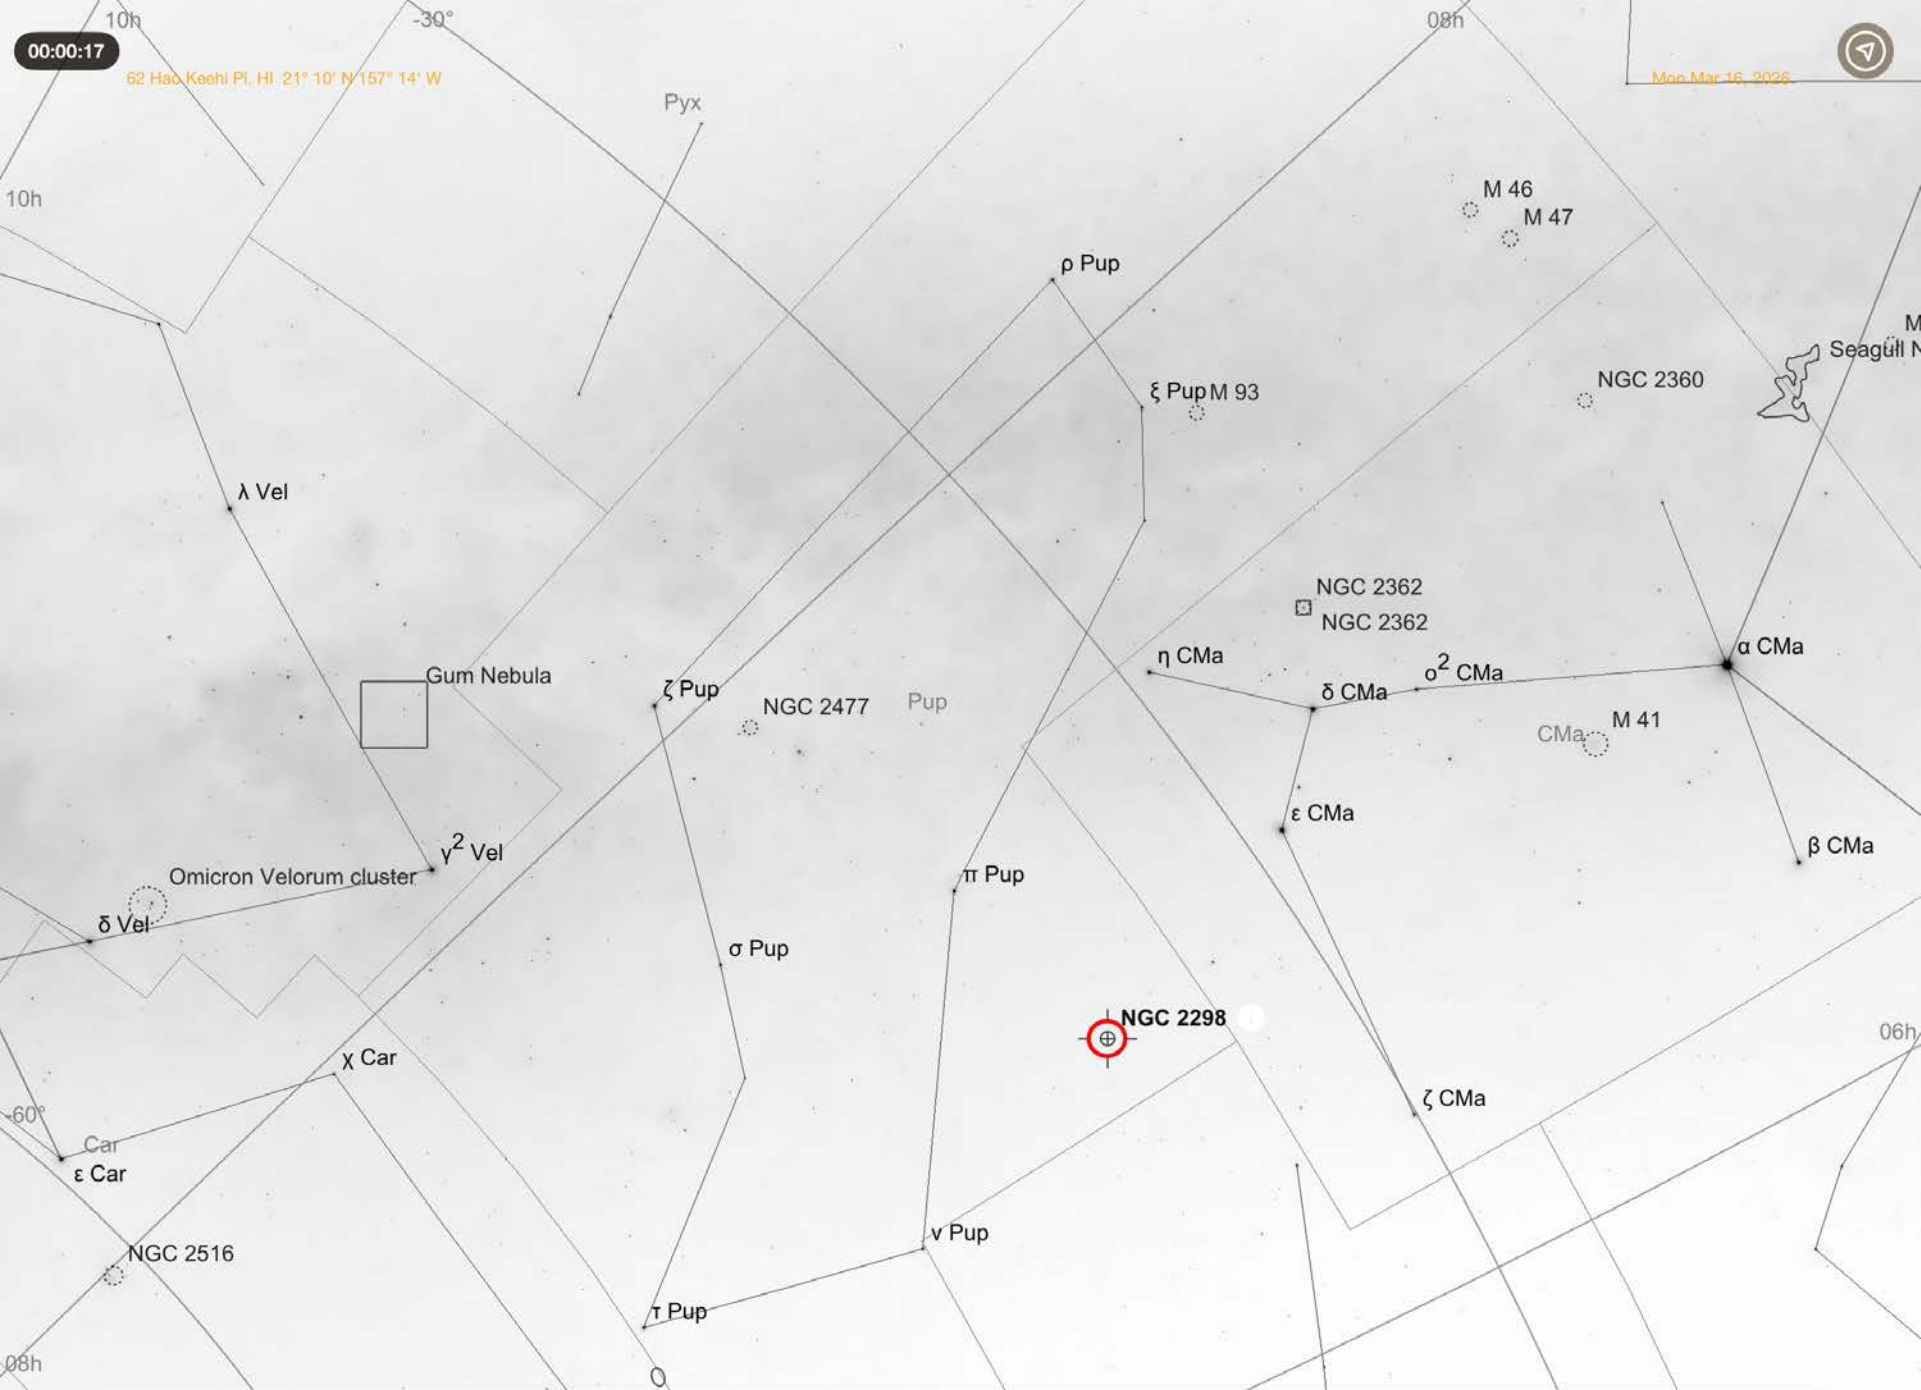 10h
-30°
08h
00:00:17
62 Hao Keehi Pl. HI 21° 10' N 157° 14' W
Mon Mar 16, 2026
Pyx
10h
M 46
M 47
ρ Pup
M
Seagull N
ξ Pup
M 93
NGC 2360
λ Vel
NGC 2362
NGC 2362
η CMa
α CMa
ο² CMa
Gum Nebula
ζ Pup
δ CMa
NGC 2477
Pup
M 41
CMa
ε CMa
γ² Vel
β CMa
Omicron Velorum cluster
π Pup
δ Vel
σ Pup
NGC 2298
06h
χ Car
ζ CMa
-60°
Car
ε Car
ν Pup
NGC 2516
τ Pup
08h